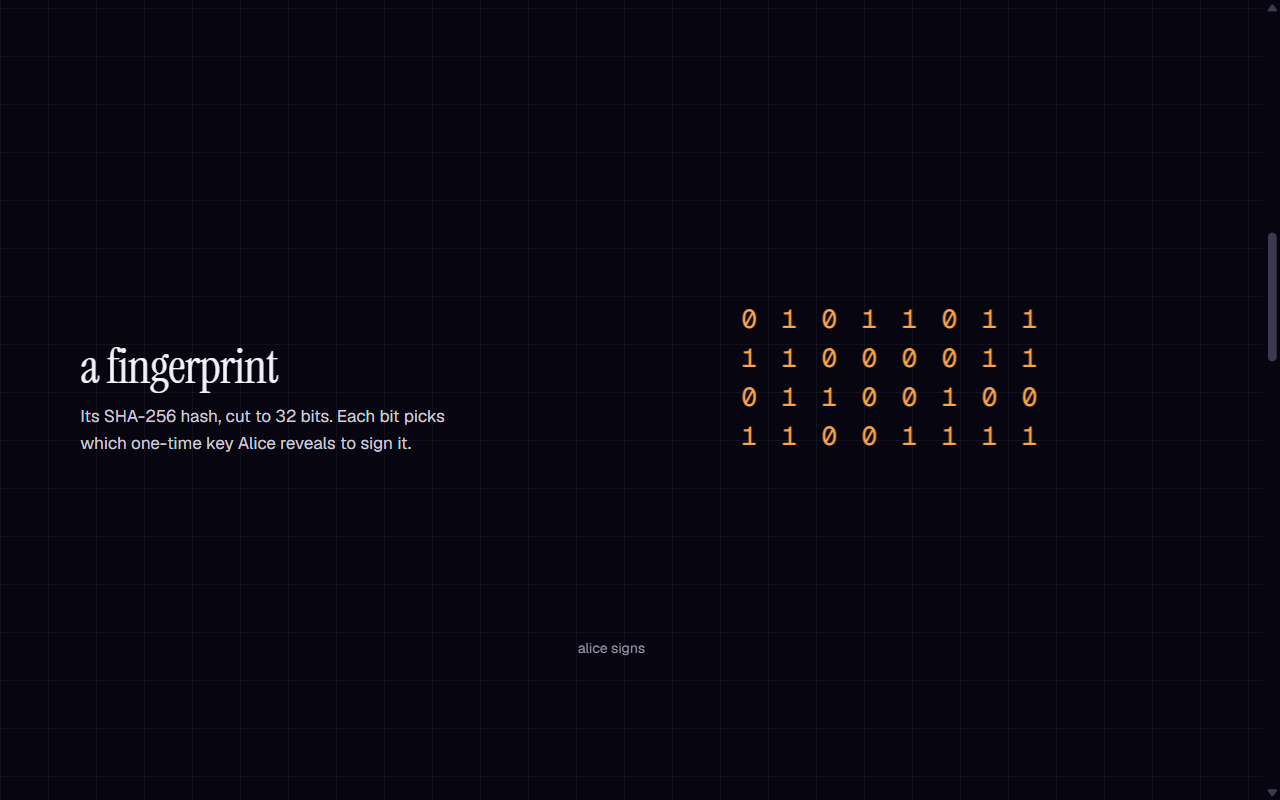 a fingerprint
Its SHA-256 hash, cut to 32 bits. Each bit picks
which one-time key Alice reveals to sign it.
0 1 0 1 1 0 1 1
1 1 0 0 0 0 1 1
0 1 1 0 0 1 0 0
1 1 0 0 1 1 1 1
alice signs